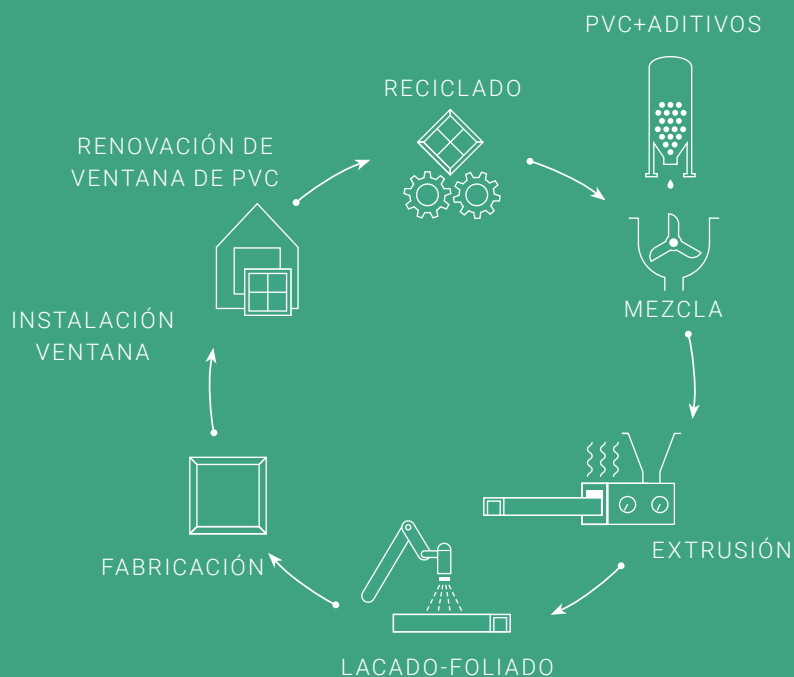 PVC+ADITIVOS
RECICLADO
RENOVACIÓN DE
VENTANA DE PVC
MEZCLA
INSTALACIÓN
VENTANA
EXTRUSIÓN
FABRICACIÓN
LACADO-FOLIADO